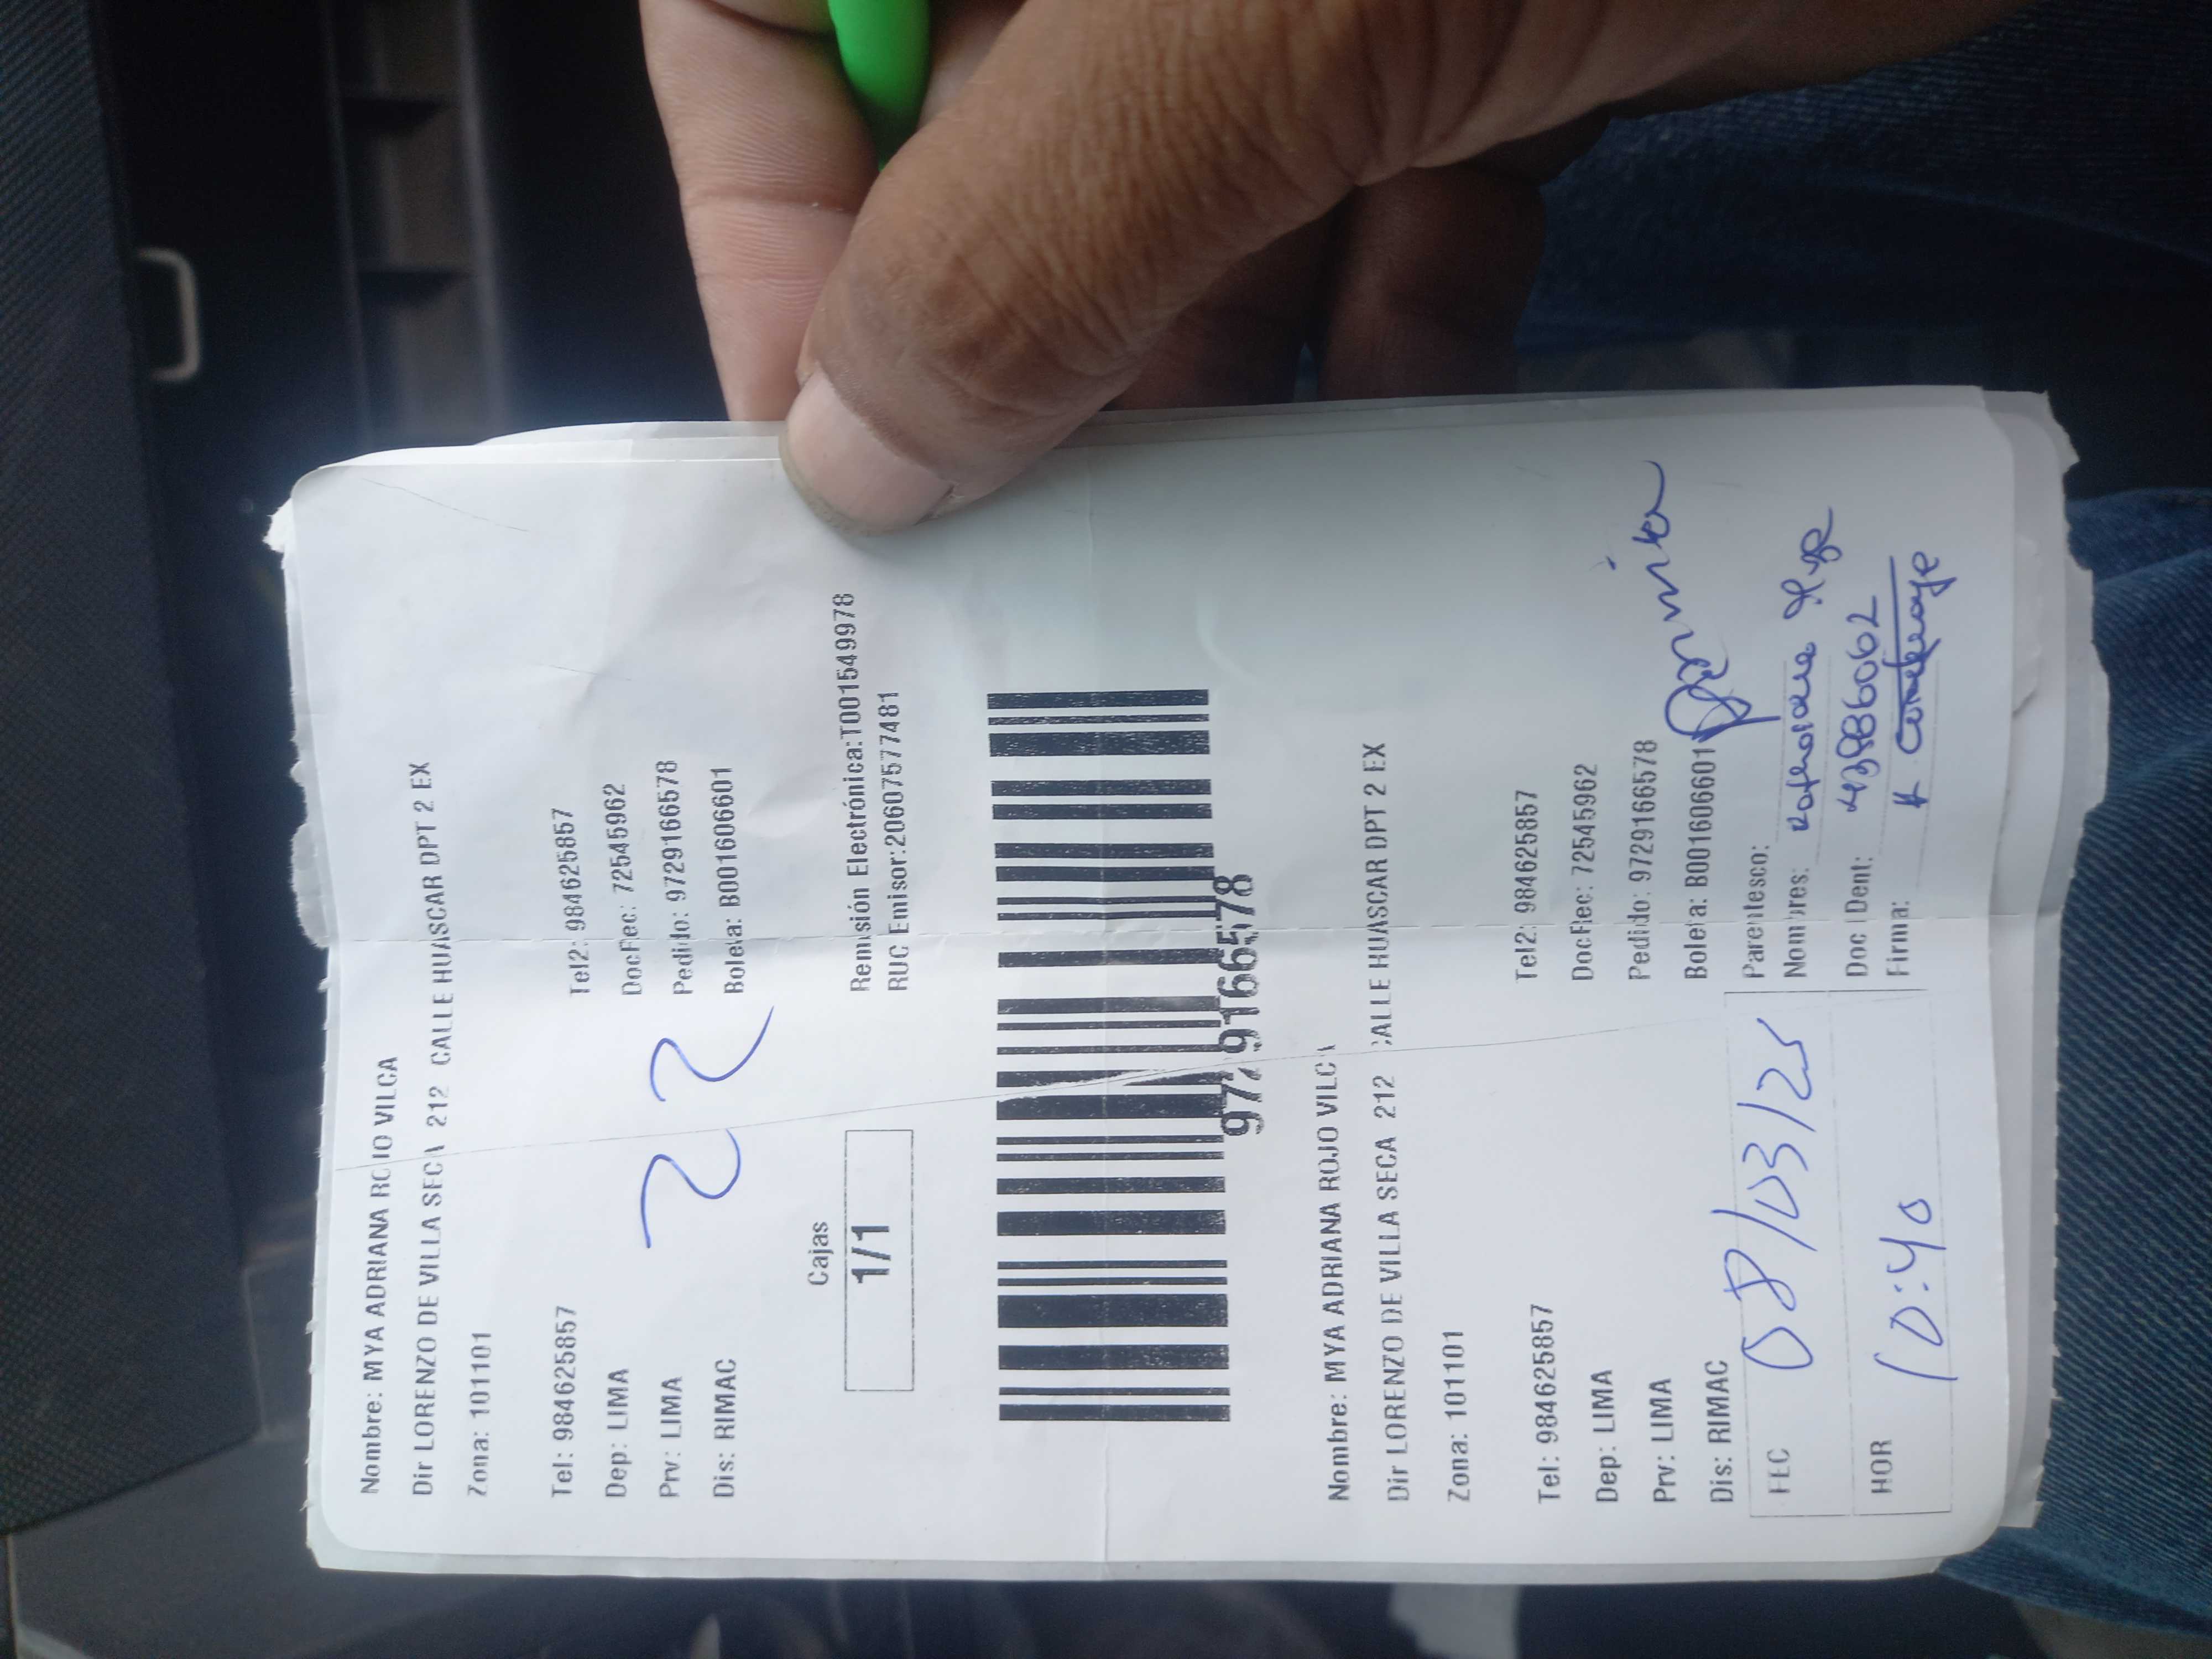 Nombre: MYA ADRIANA ROJO VILCA
Dir LORENZO DE VILLA SECA 212 CALLE HUASCAR DPT 2 EX
Zona: 101101
Tel: 984625857 Tel2: 984625857
Dep: LIMA DocRec: 72545962
Prv: LIMA Pedido: 9729166578
Dis: RIMAC Boleta: B001606601
Cajas
1/1
Remisión Electrónica:T001549978
RUC Emisor:20607577481
9729166578
Nombre: MYA ADRIANA ROJO VILCA
Dir LORENZO DE VILLA SECA 212 CALLE HUASCAR DPT 2 EX
Zona: 101101
Tel: 984625857 Tel2: 984625857
Dep: LIMA DocRec: 72545962
Prv: LIMA Pedido: 9729166578
Dis: RIMAC Boleta: B001606601
FEC 08/03/25 Parentesco:
Nombres:
HOR 10:40 Doc Ident:
Firma: